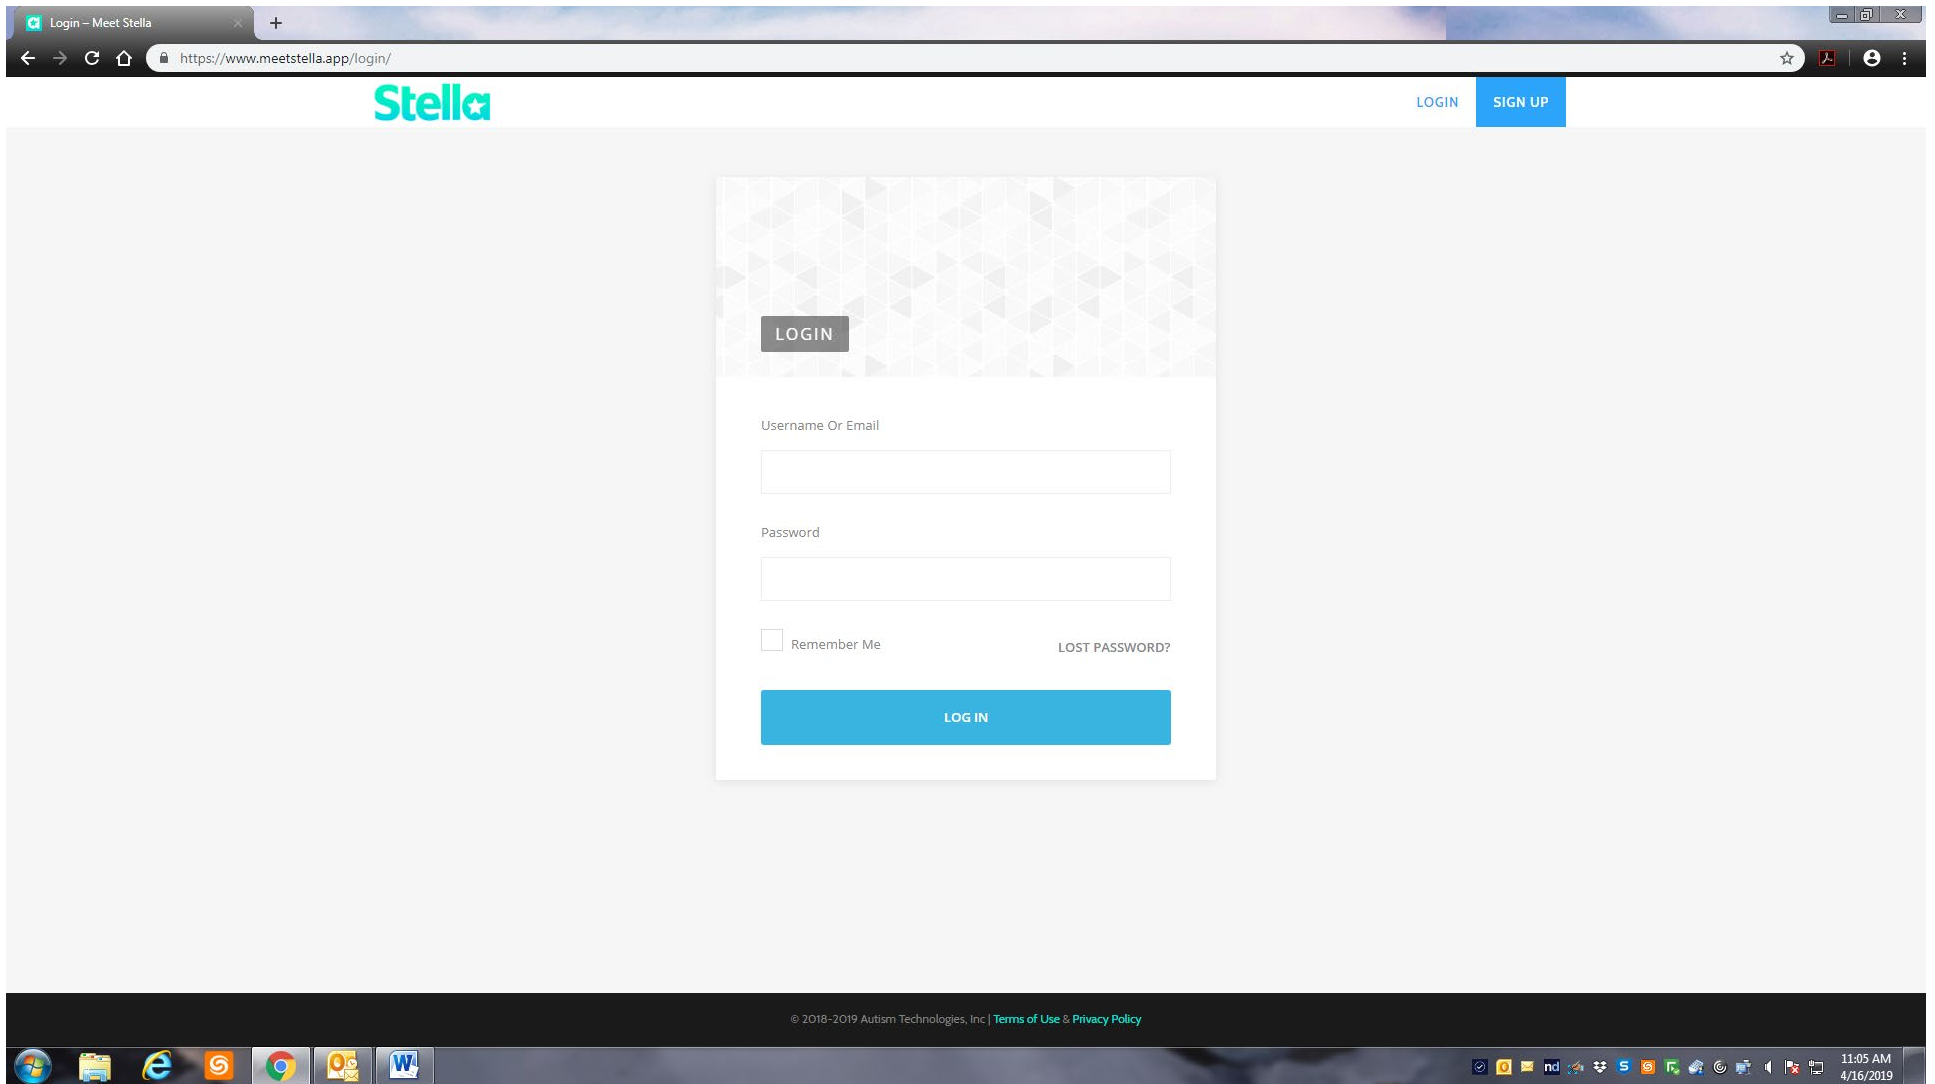 Login – Meet Stella
https://www.meetstella.app/login/
Stella
LOGIN
SIGN UP
LOGIN
Username Or Email
Password
Remember Me
LOST PASSWORD?
LOG IN
© 2018-2019 Autism Technologies, Inc | Terms of Use & Privacy Policy
nd
11:05 AM
4/16/2019